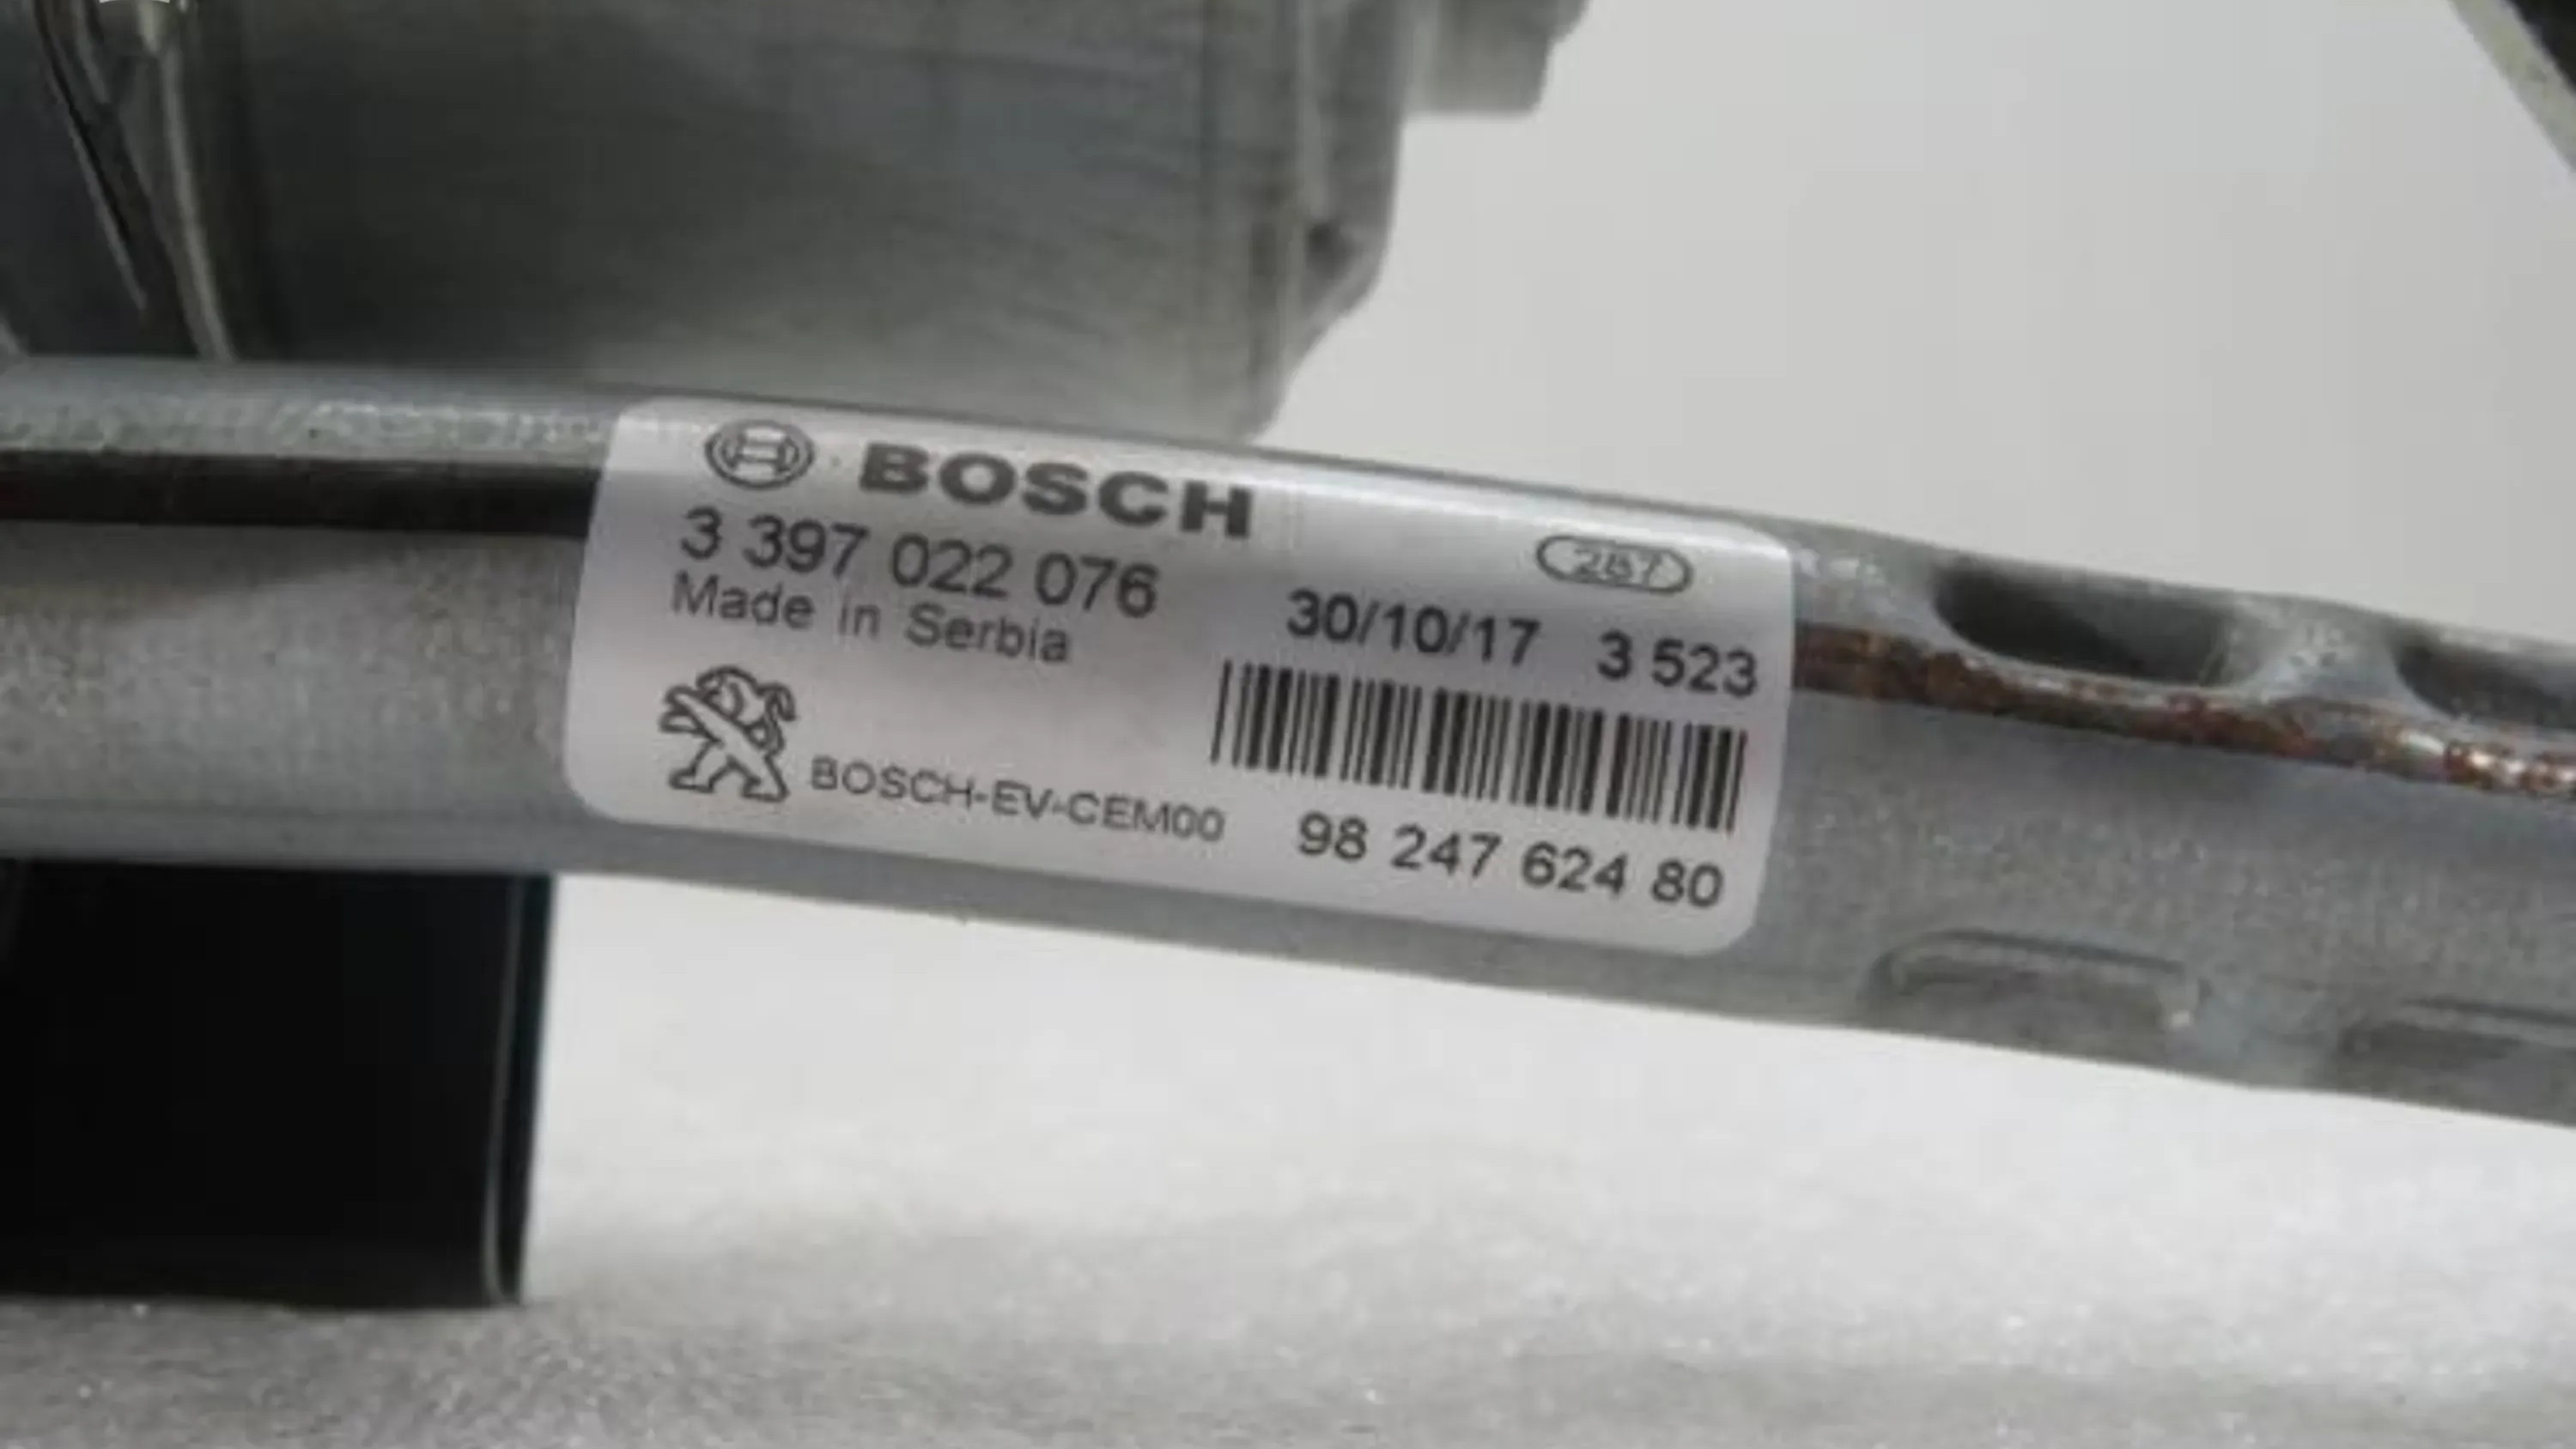 BOSCH
3 397 022 076
Made in Serbia
287
30/10/17 3 523
BOSCH-EV-CEM00
98 247 624 80